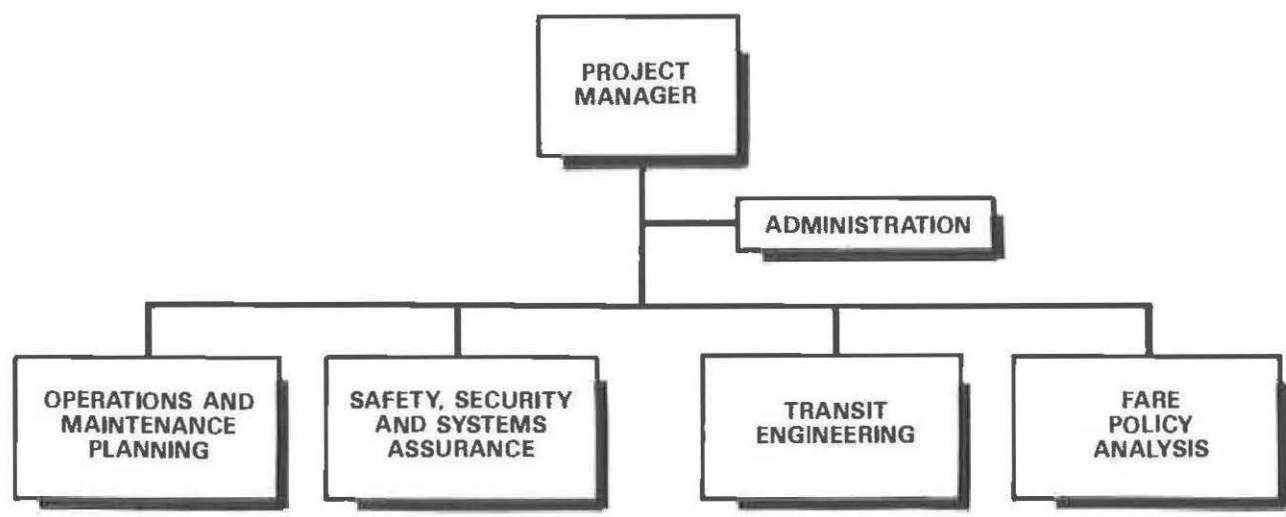 PROJECT
MANAGER
ADMINISTRATION
OPERATIONS AND
MAINTENANCE
PLANNING
SAFETY, SECURITY
AND SYSTEMS
ASSURANCE
TRANSIT
ENGINEERING
FARE
POLICY
ANALYSIS